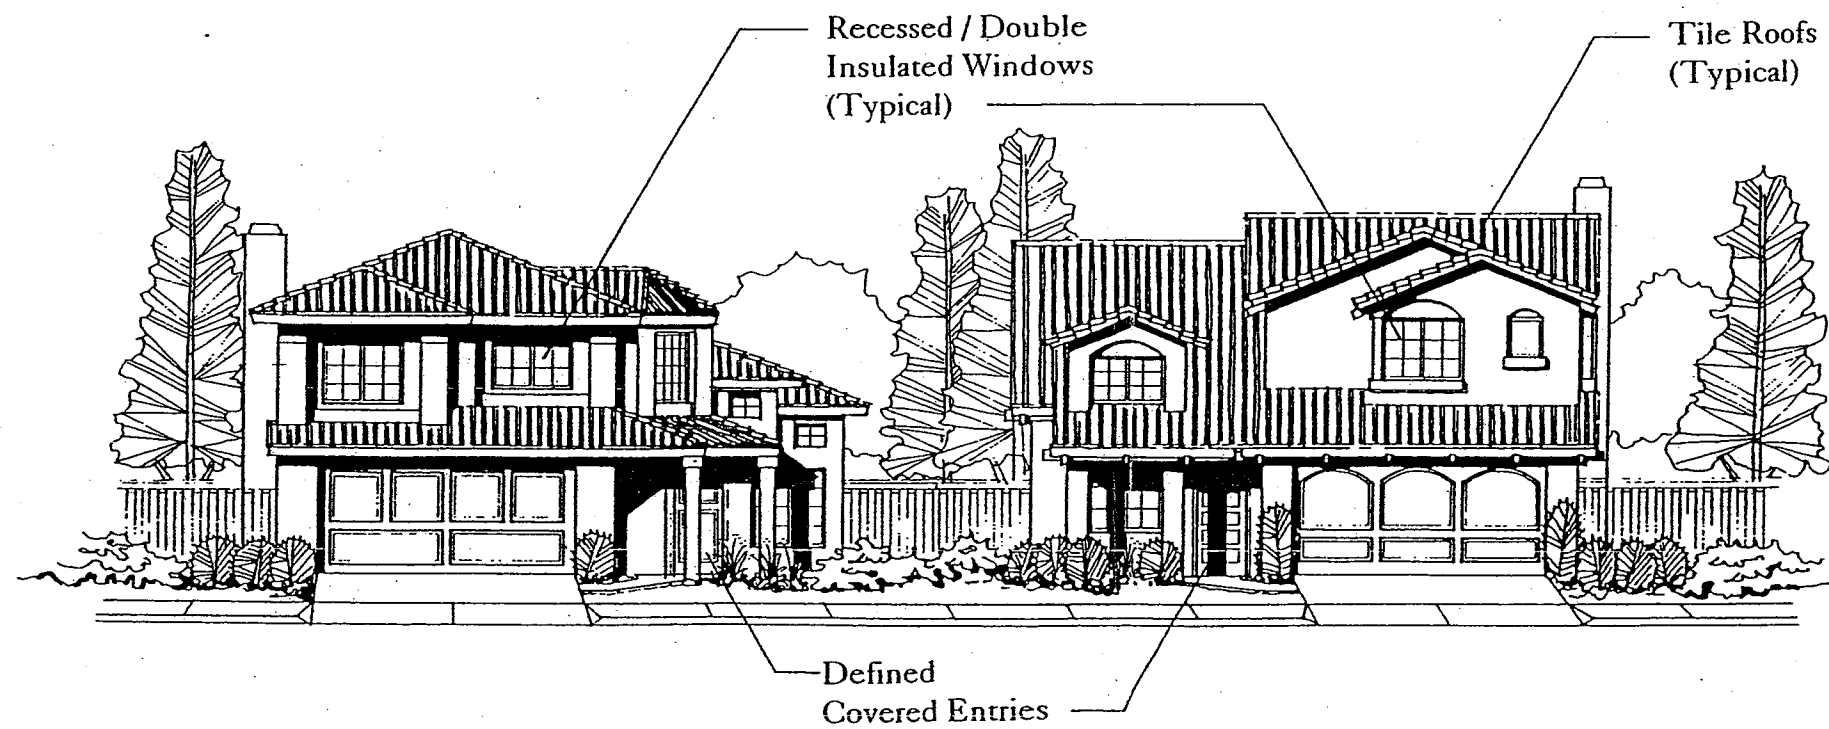 Recessed / Double
Insulated Windows
(Typical)
Tile Roofs
(Typical)
Defined
Covered Entries